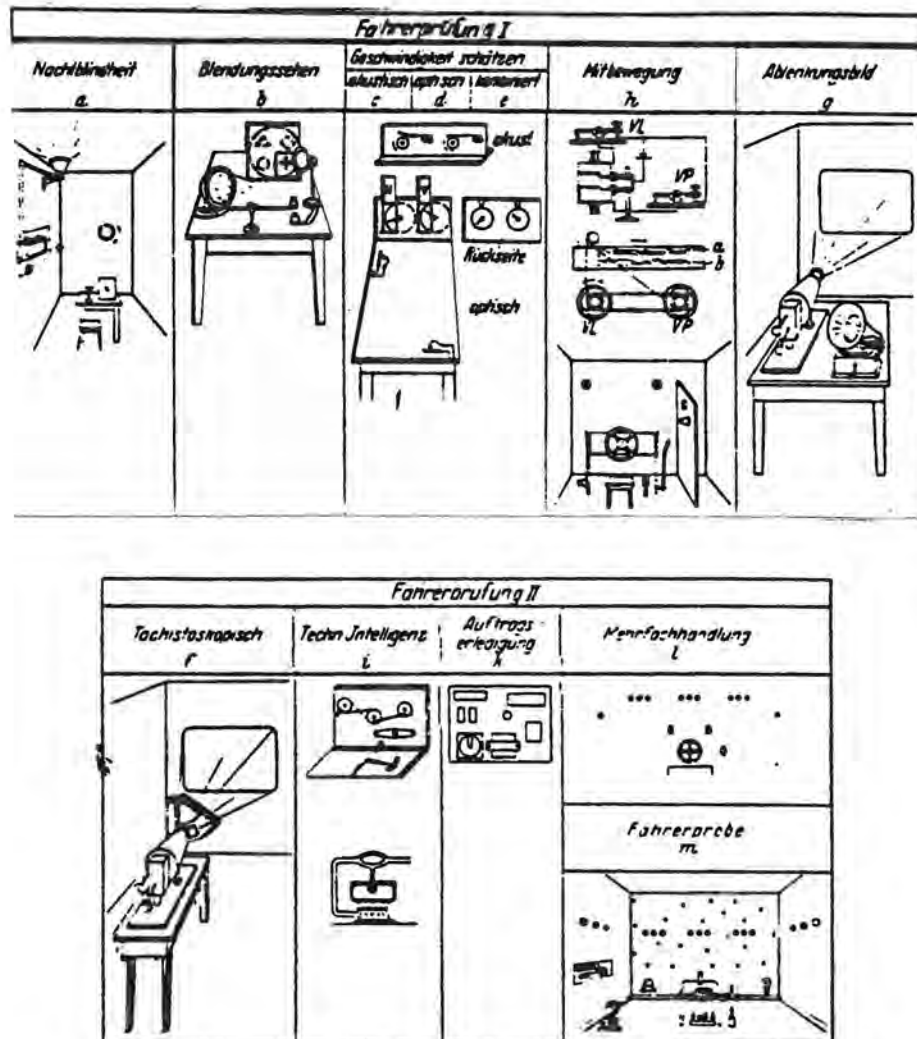 Fahrerprüfung I
Nachtblindheit
a
Blendungssehen
b
Geschwindigkeit schätzen
akustisch optisch kombiniert
c d e
Mitbewegung
h
Ablenkungsbild
g
akust
Rückseite
optisch
VL
VP
a
b
VL VP
Fahrerprüfung II
Tachistoskopisch
f
Techn Intelligenz
i
Auftrags
erledigung
k
Mehrfachhandlung
l
Fahrerprobe
m